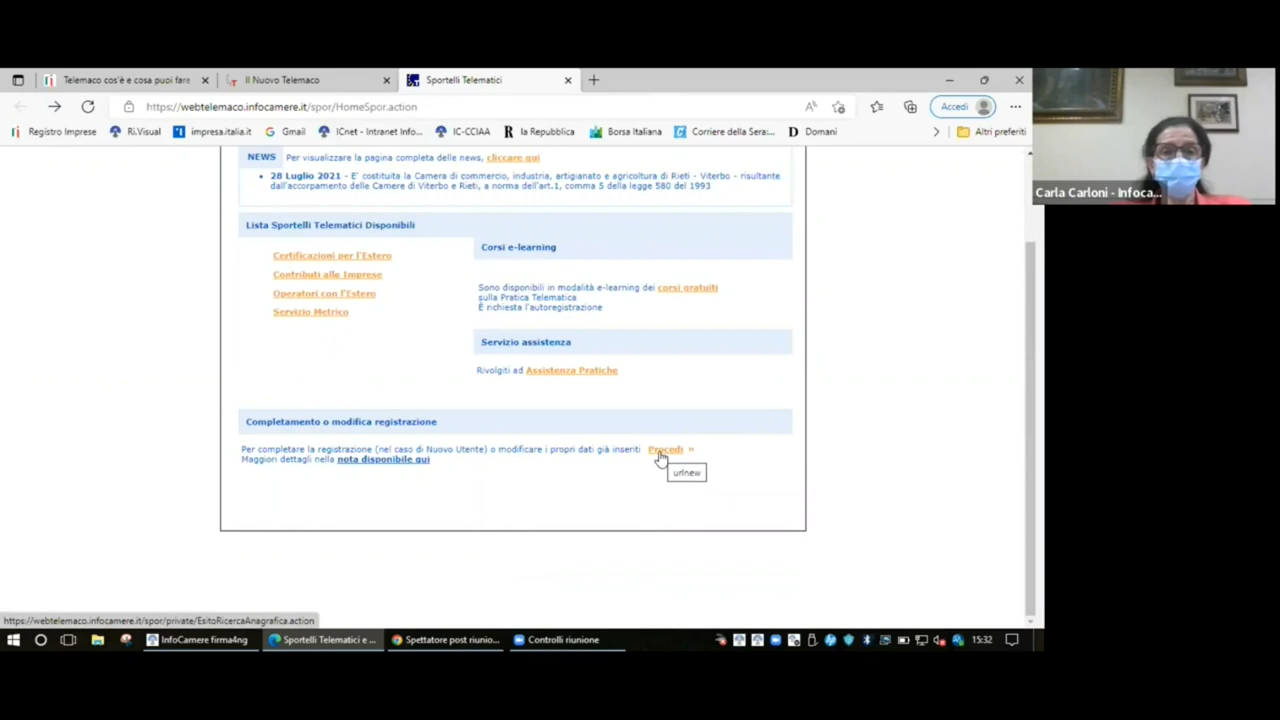 Telemaco cos'è e cosa puoi fare
Il Nuovo Telemaco
Sportelli Telematici
https://webtelemaco.infocamere.it/spor/HomeSpor.action
Accedi
Registro Imprese
Ri.Visual
impresa.italia.it
Gmail
ICnet - Intranet Info...
IC-CCIAA
la Repubblica
Borsa Italiana
Corriere della Sera:...
Domani
Altri preferiti
Carla Carloni - Infoca...
NEWS Per visualizzare la pagina completa delle news, cliccare qui
28 Luglio 2021 - E' costituita la Camera di commercio, industria, artigianato e agricoltura di Rieti - Viterbo - risultante
dall'accorpamento delle Camere di Viterbo e Rieti, a norma dell'art.1, comma 5 della legge 580 del 1993
Lista Sportelli Telematici Disponibili
Certificazioni per l'Estero
Contributi alle Imprese
Operatori con l'Estero
Servizio Metrico
Corsi e-learning
Sono disponibili in modalità e-learning dei corsi gratuiti
sulla Pratica Telematica
È richiesta l'autoregistrazione
Servizio assistenza
Rivolgiti ad Assistenza Pratiche
Completamento o modifica registrazione
Per completare la registrazione (nel caso di Nuovo Utente) o modificare i propri dati già inseriti Procedi »
Maggiori dettagli nella nota disponibile qui
urlnew
https://webtelemaco.infocamere.it/spor/private/EsitoRicercaAnagrafica.action
InfoCamere firma4ng
Sportelli Telematici e ...
Spettatore post riunio...
Controlli riunione
15:32